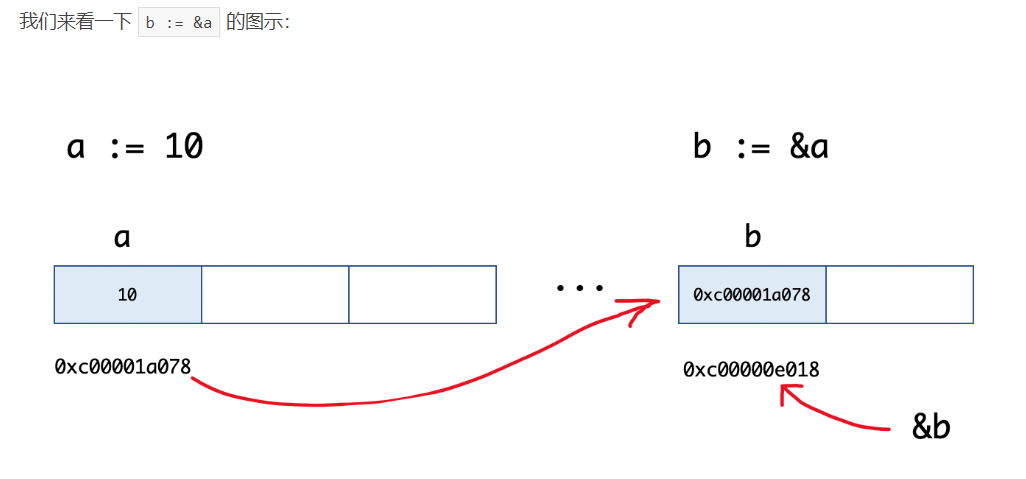 我们来看一下 b := &a 的图示：
a := 10
b := &a
a
b
10
...
0xc00001a078
0xc00001a078
0xc00000e018
&b